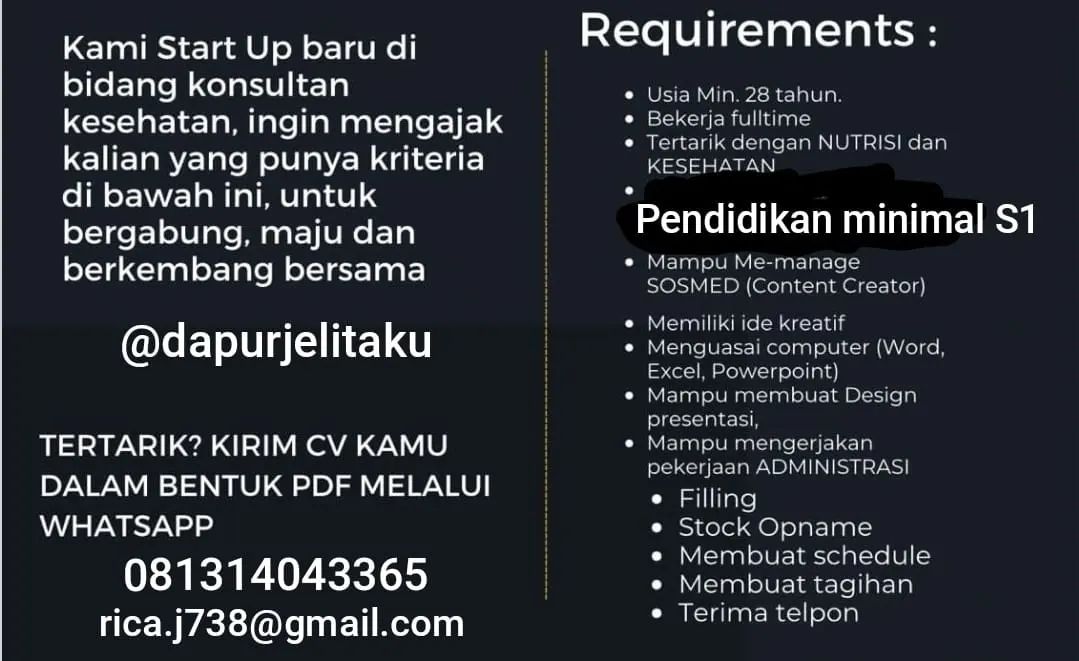 Kami Start Up baru di
bidang konsultan
kesehatan, ingin mengajak
kalian yang punya kriteria
di bawah ini, untuk
bergabung, maju dan
berkembang bersama
@dapurjelitaku
TERTARIK? KIRIM CV KAMU
DALAM BENTUK PDF MELALUI
WHATSAPP
081314043365
rica.j738@gmail.com
Requirements :
• Usia Min. 28 tahun.
• Bekerja fulltime
• Tertarik dengan NUTRISI dan
KESEHATAN
• Pendidikan minimal S1
• Mampu Me-manage
SOSMED (Content Creator)
• Memiliki ide kreatif
• Menguasai computer (Word,
Excel, Powerpoint)
• Mampu membuat Design
presentasi,
• Mampu mengerjakan
pekerjaan ADMINISTRASI
• Filling
• Stock Opname
• Membuat schedule
• Membuat tagihan
• Terima telpon